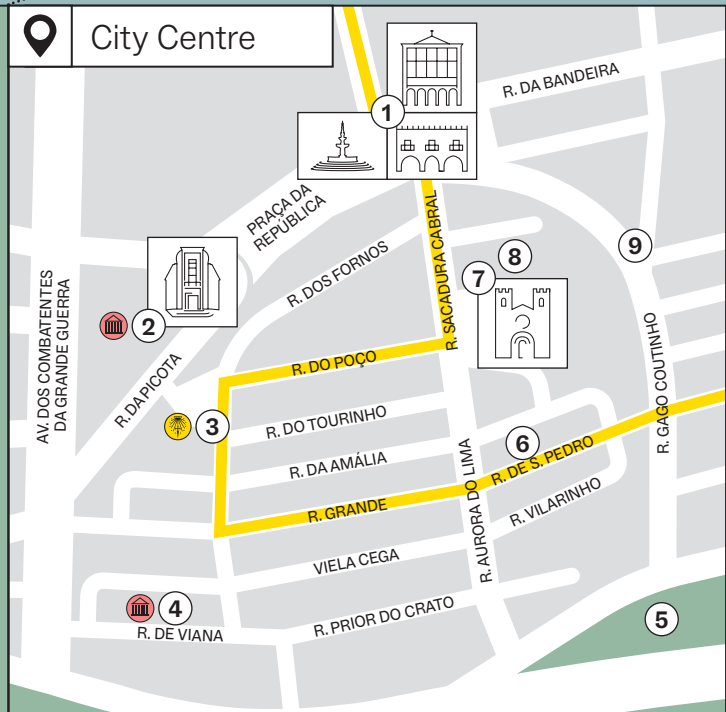 City Centre
1
R. DA BANDEIRA
PRAÇA DA
REPÚBLICA
R. SACADURA CABRAL
R. DOS FORNOS
9
8
7
2
AV. DOS COMBATENTES
DA GRANDE GUERRA
R. DA PICOTA
R. DO POÇO
R. GAGO COUTINHO
3
R. DO TOURINHO
6
R. DA AMÁLIA
R. DE S. PEDRO
R. GRANDE
R. AURORA DO LIMA
R. VILARINHO
VIELA CEGA
4
R. DE VIANA
R. PRIOR DO CRATO
5